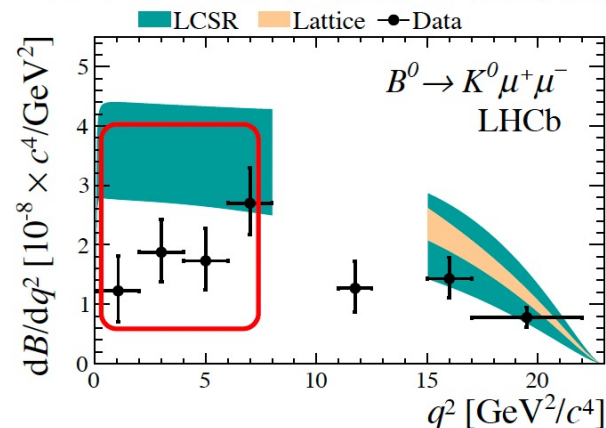 LCSR Lattice Data
B⁰→ K⁰μ⁺μ⁻
LHCb
dB/dq² [10⁻⁸ × c⁴/GeV²]
5
4
3
2
1
0
0 5 10 15 20
q² [GeV²/c⁴]